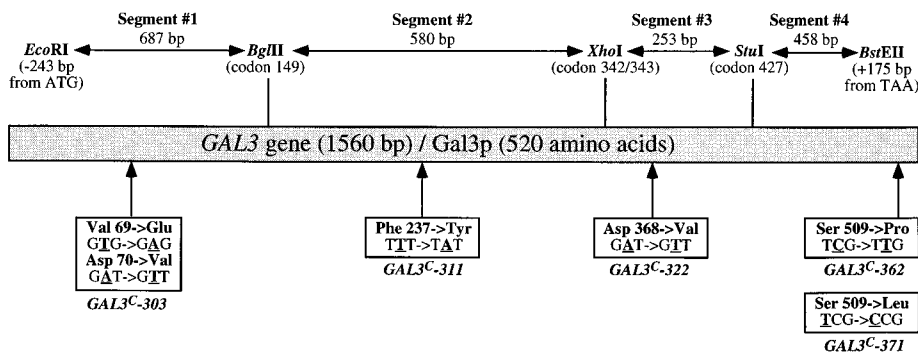 Segment #1
687 bp
Segment #2
580 bp
Segment #3
253 bp
Segment #4
458 bp
EcoRI
(-243 bp
from ATG)
BglII
(codon 149)
XhoI
(codon 342/343)
StuI
(codon 427)
BstEII
(+175 bp
from TAA)
GAL3 gene (1560 bp) / Gal3p (520 amino acids)
Val 69->Glu
GTG->GAG
Asp 70->Val
GAT->GTT
GAL3C-303
Phe 237->Tyr
TTT->TAT
GAL3C-311
Asp 368->Val
GAT->GTT
GAL3C-322
Ser 509->Pro
TCG->TTG
GAL3C-362
Ser 509->Leu
TCG->CCG
GAL3C-371